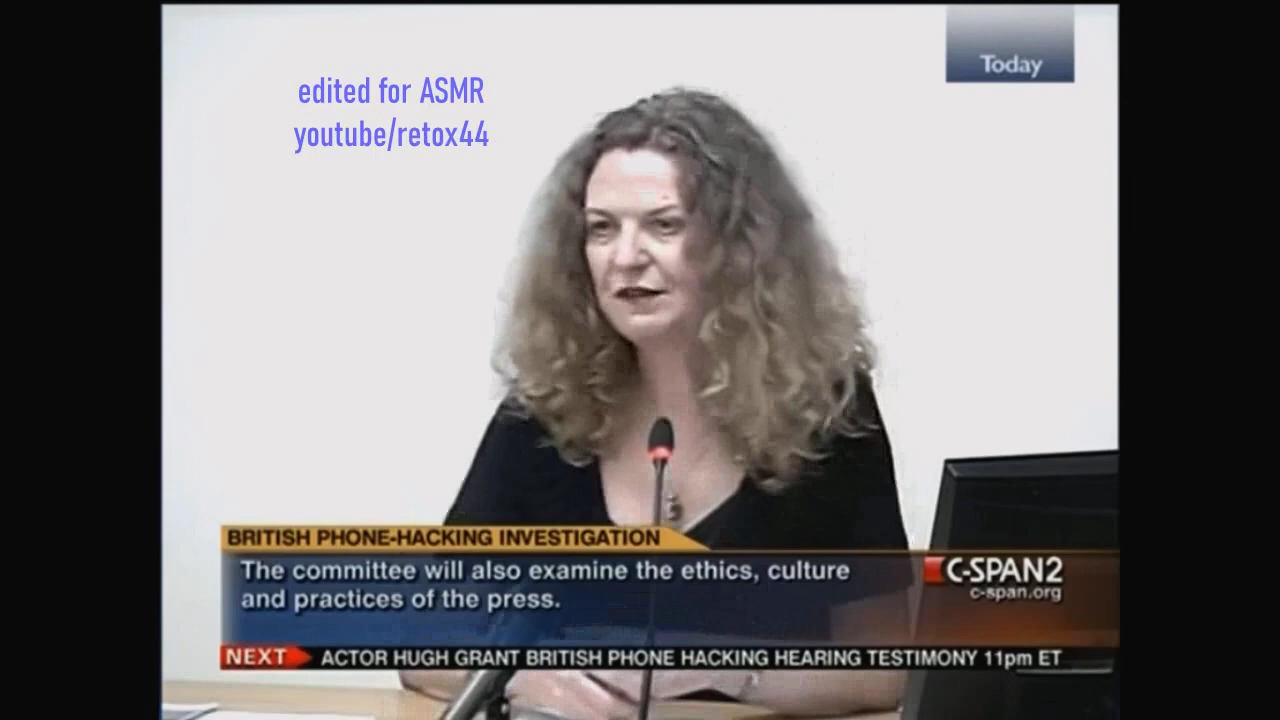 Today
edited for ASMR
youtube/retox44
BRITISH PHONE-HACKING INVESTIGATION
The committee will also examine the ethics, culture
and practices of the press.
C-SPAN2
c-span.org
NEXT ACTOR HUGH GRANT BRITISH PHONE HACKING HEARING TESTIMONY 11pm ET